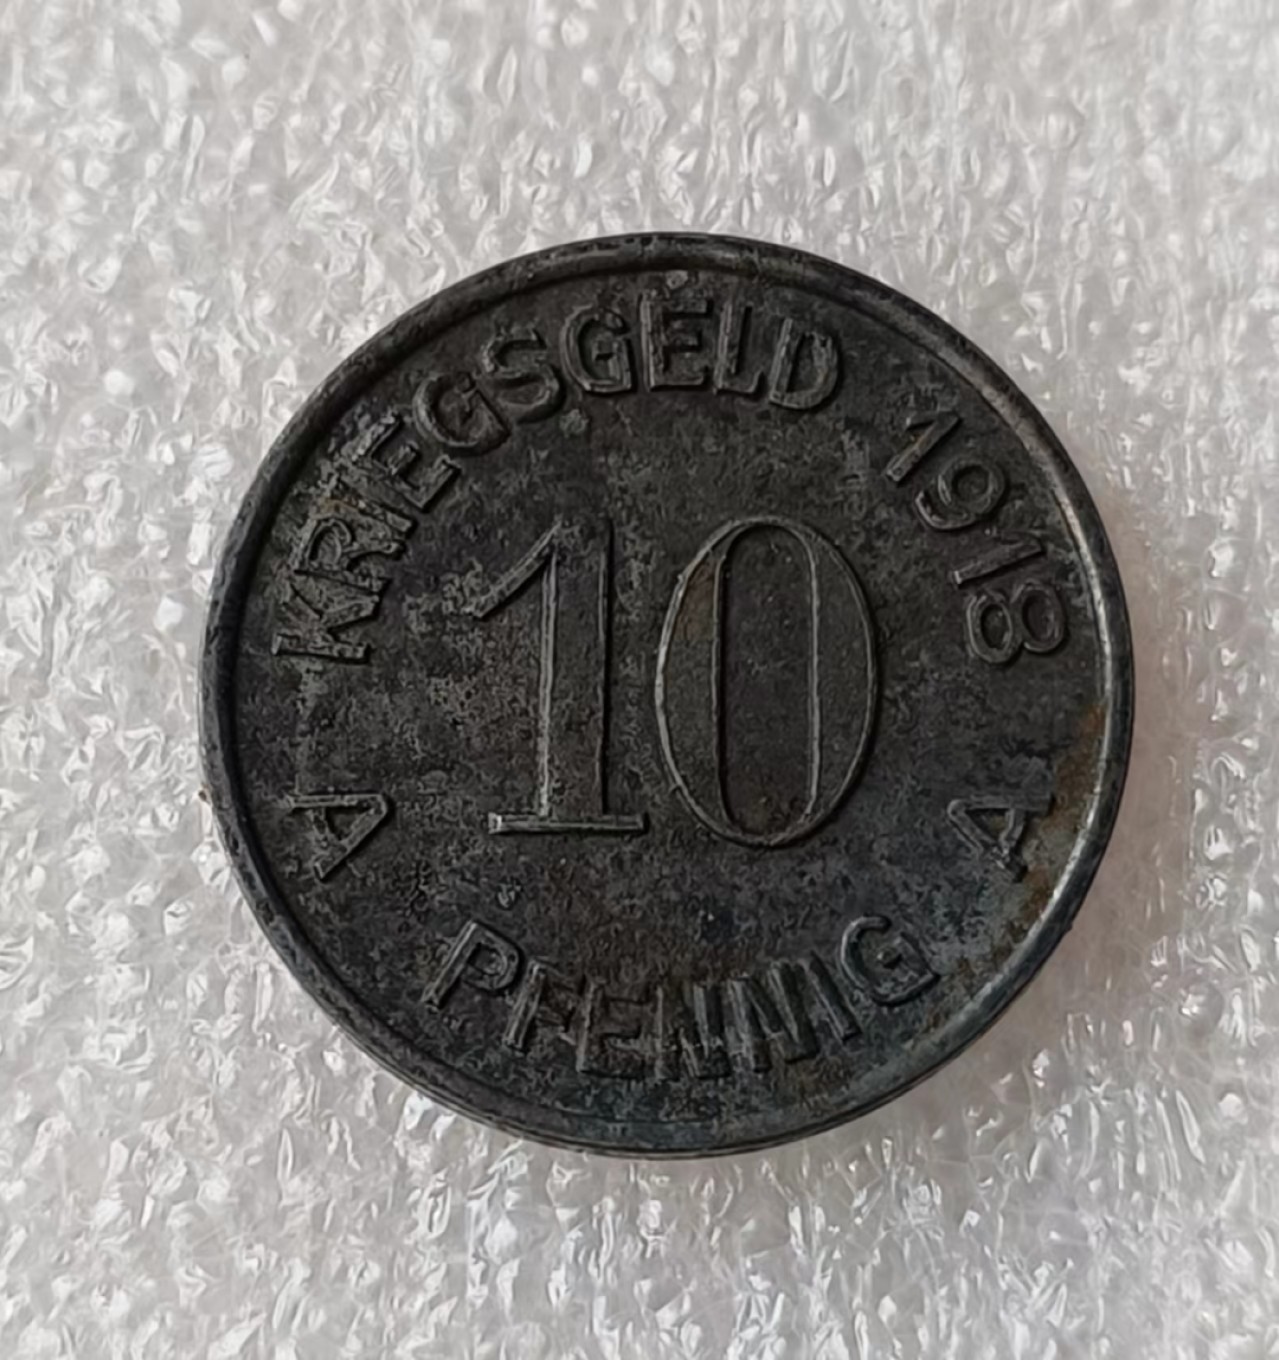 KRIEGSGELD 1918
10
A A
PFENNIG